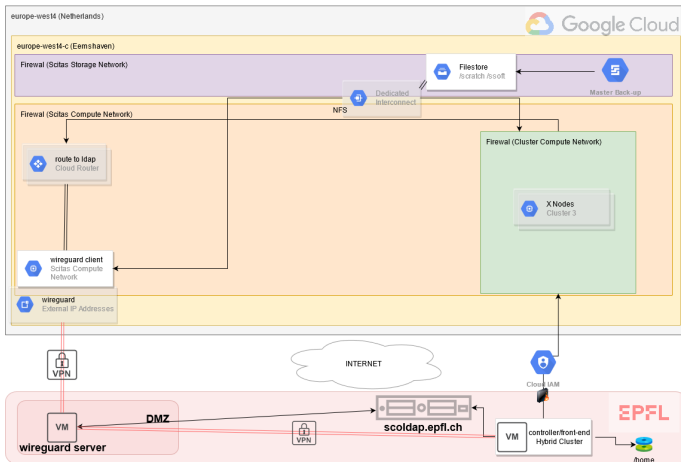 europe-west4 (Netherlands)
Google Cloud
europe-west4-c (Eemshaven)
Firewal (Scitas Storage Network)
Filestore
/scratch /ssoft
Master Back-up
Dedicated
Interconnect
NFS
Firewall (Scitas Compute Network)
Firewal (Cluster Compute Network)
route to ldap
Cloud Router
X Nodes
Cluster 3
wireguard client
Scitas Compute
Network
wireguard
External IP Addresses
VPN
INTERNET
Cloud IAM
EPFL
DMZ
VM
wireguard server
scoldap.epfl.ch
VPN
VM
controller/front-end
Hybrid Cluster
/home